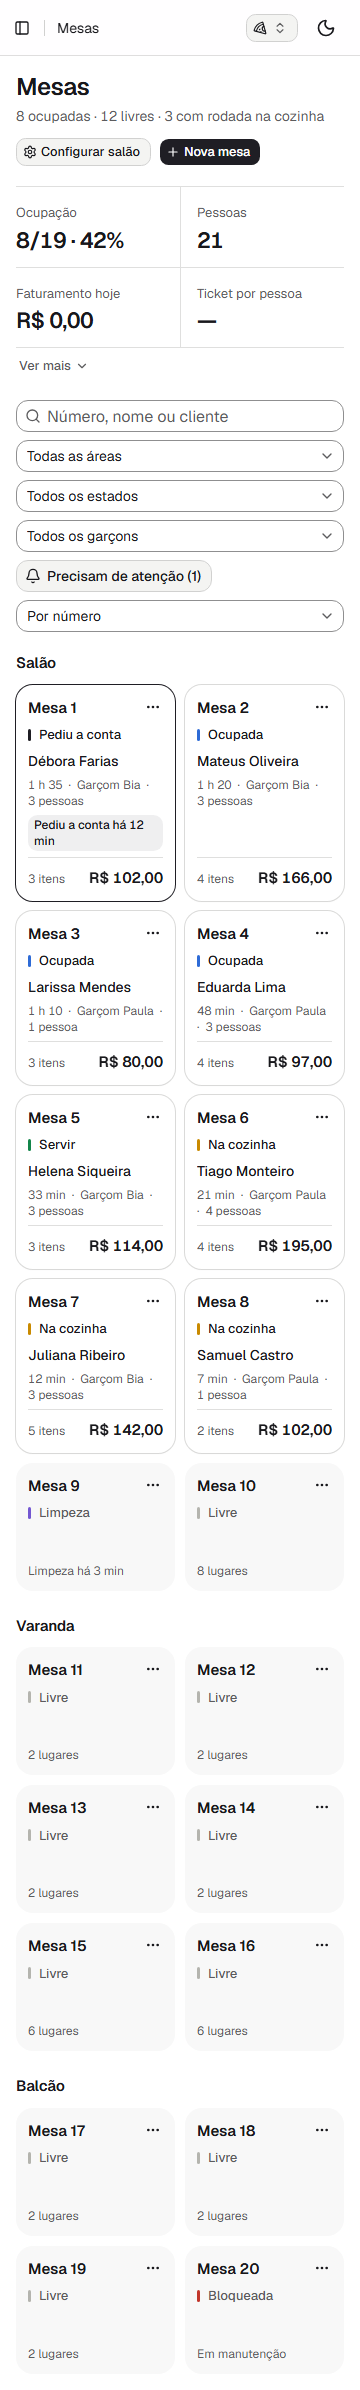 Mesas
Mesas
8 ocupadas · 12 livres · 3 com rodada na cozinha
Configurar salão
Nova mesa
Ocupação
8/19 · 42%
Pessoas
21
Faturamento hoje
R$ 0,00
Ticket por pessoa
—
Ver mais
Número, nome ou cliente
Todas as áreas
Todos os estados
Todos os garçons
Precisam de atenção (1)
Por número
Salão
Mesa 1
Pediu a conta
Débora Farias
1 h 35 · Garçom Bia ·
3 pessoas
Pediu a conta há 12
min
3 itens R$ 102,00
Mesa 2
Ocupada
Mateus Oliveira
1 h 20 · Garçom Bia ·
3 pessoas
4 itens R$ 166,00
Mesa 3
Ocupada
Larissa Mendes
1 h 10 · Garçom Paula ·
1 pessoa
3 itens R$ 80,00
Mesa 4
Ocupada
Eduarda Lima
48 min · Garçom Paula
· 3 pessoas
4 itens R$ 97,00
Mesa 5
Servir
Helena Siqueira
33 min · Garçom Bia ·
3 pessoas
3 itens R$ 114,00
Mesa 6
Na cozinha
Tiago Monteiro
21 min · Garçom Paula
· 4 pessoas
4 itens R$ 195,00
Mesa 7
Na cozinha
Juliana Ribeiro
12 min · Garçom Bia ·
3 pessoas
5 itens R$ 142,00
Mesa 8
Na cozinha
Samuel Castro
7 min · Garçom Paula ·
1 pessoa
2 itens R$ 102,00
Mesa 9
Limpeza
Limpeza há 3 min
Mesa 10
Livre
8 lugares
Varanda
Mesa 11
Livre
2 lugares
Mesa 12
Livre
2 lugares
Mesa 13
Livre
2 lugares
Mesa 14
Livre
2 lugares
Mesa 15
Livre
6 lugares
Mesa 16
Livre
6 lugares
Balcão
Mesa 17
Livre
2 lugares
Mesa 18
Livre
2 lugares
Mesa 19
Livre
2 lugares
Mesa 20
Bloqueada
Em manutenção